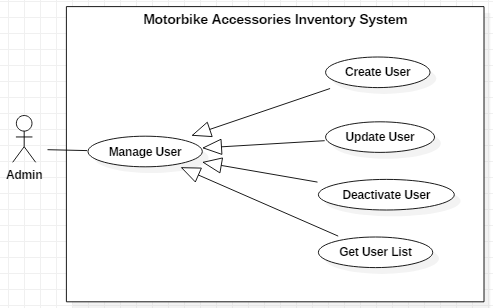 Motorbike Accessories Inventory System
Create User
Update User
Manage User
Admin
Deactivate User
Get User List